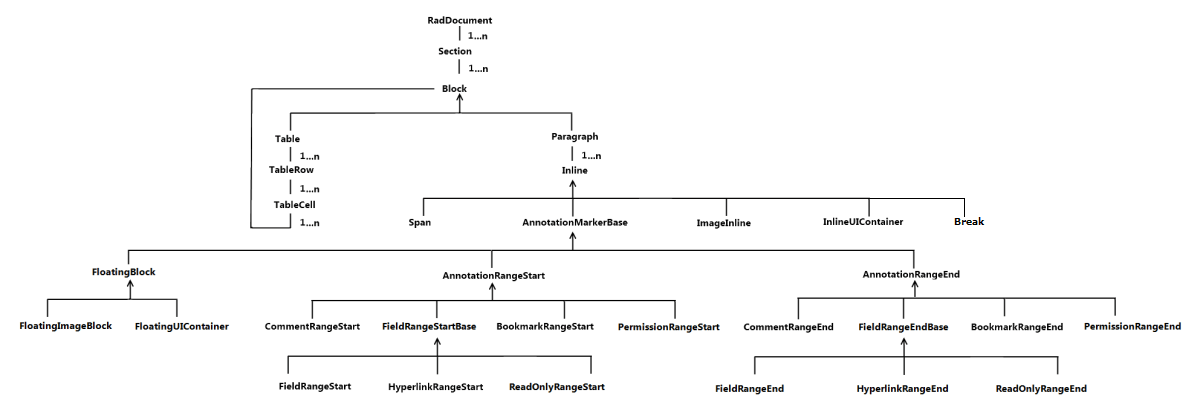 RadDocument
1...n
Section
1...n
Block
Table
Paragraph
1...n
1...n
TableRow
Inline
1...n
TableCell
1...n
Span
AnnotationMarkerBase
ImageInline
InlineUIContainer
Break
FloatingBlock
AnnotationRangeStart
AnnotationRangeEnd
FloatingImageBlock
FloatingUIContainer
CommentRangeStart
FieldRangeStartBase
BookmarkRangeStart
PermissionRangeStart
CommentRangeEnd
FieldRangeEndBase
BookmarkRangeEnd
PermissionRangeEnd
FieldRangeStart
HyperlinkRangeStart
ReadOnlyRangeStart
FieldRangeEnd
HyperlinkRangeEnd
ReadOnlyRangeEnd